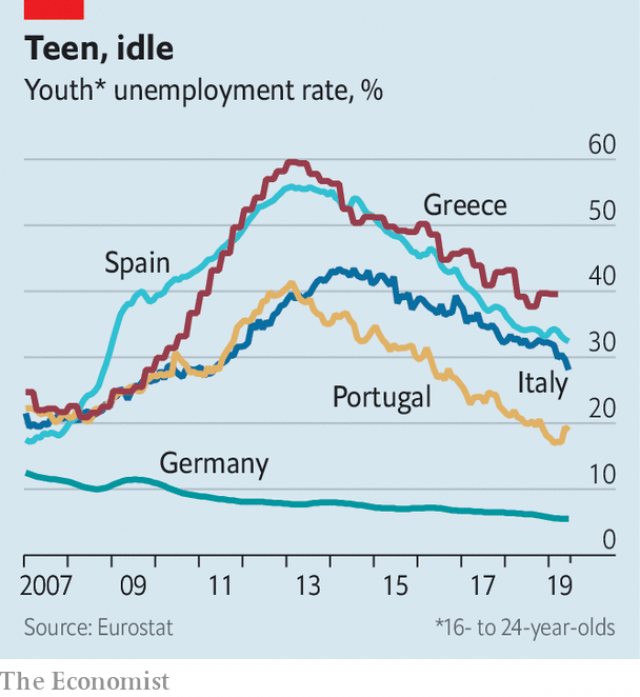 Teen, idle
Youth* unemployment rate, %
60
Greece
50
Spain
40
30
Italy
Portugal
20
Germany
10
0
2007 09 11 13 15 17 19
Source: Eurostat *16- to 24-year-olds
The Economist